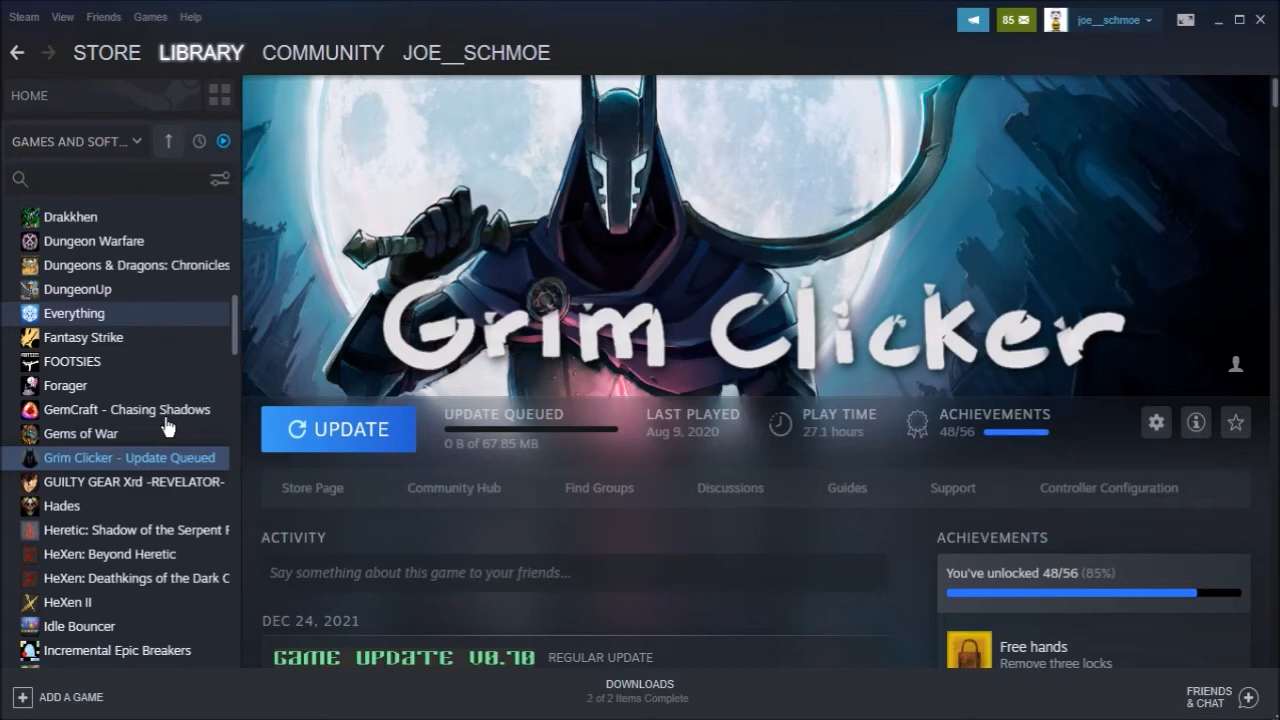 Steam View Friends Games Help
85
joe__schmoe
STORE LIBRARY COMMUNITY JOE__SCHMOE
HOME
GAMES AND SOFT...
Drakkhen
Dungeon Warfare
Dungeons & Dragons: Chronicles
DungeonUp
Everything
Fantasy Strike
FOOTSIES
Forager
GemCraft - Chasing Shadows
Gems of War
Grim Clicker - Update Queued
GUILTY GEAR Xrd -REVELATOR-
Hades
Heretic: Shadow of the Serpent R
HeXen: Beyond Heretic
HeXen: Deathkings of the Dark C
HeXen II
Idle Bouncer
Incremental Epic Breakers
Grim Clicker
UPDATE
UPDATE QUEUED
0 B of 67.85 MB
LAST PLAYED
Aug 9, 2020
PLAY TIME
27.1 hours
ACHIEVEMENTS
48/56
Store Page Community Hub Find Groups Discussions Guides Support Controller Configuration
ACTIVITY
Say something about this game to your friends...
DEC 24, 2021
GAME UPDATE V0.70 REGULAR UPDATE
ACHIEVEMENTS
You've unlocked 48/56 (85%)
Free hands
Remove three locks
ADD A GAME
DOWNLOADS
2 of 2 Items Complete
FRIENDS
& CHAT